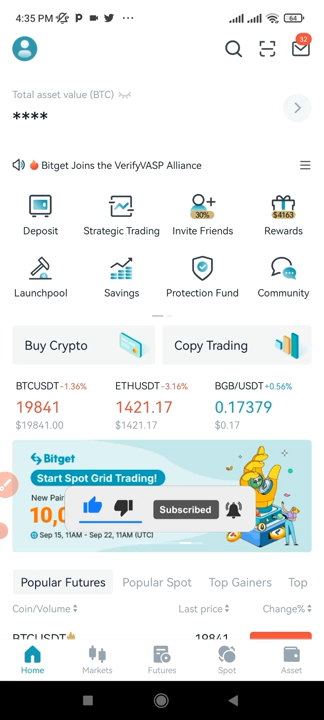 4:35 PM
64
32
Total asset value (BTC)
****
Bitget Joins the VerifyVASP Alliance
30%
$4163
Deposit
Strategic Trading
Invite Friends
Rewards
Launchpool
Savings
Protection Fund
Community
Buy Crypto
Copy Trading
BTCUSDT -1.36%
ETHUSDT -3.16%
BGB/USDT +0.56%
19841
1421.17
0.17379
$19841.00
$1421.17
$0.17
Bitget
Start Spot Grid Trading!
New Pai
10,0
Subscribed
Sep 15, 11AM - Sep 22, 11AM (UTC)
Popular Futures
Popular Spot
Top Gainers
Top
Coin/Volume
Last price
Change%
BTCUSDT
19841
Home
Markets
Futures
Spot
Asset